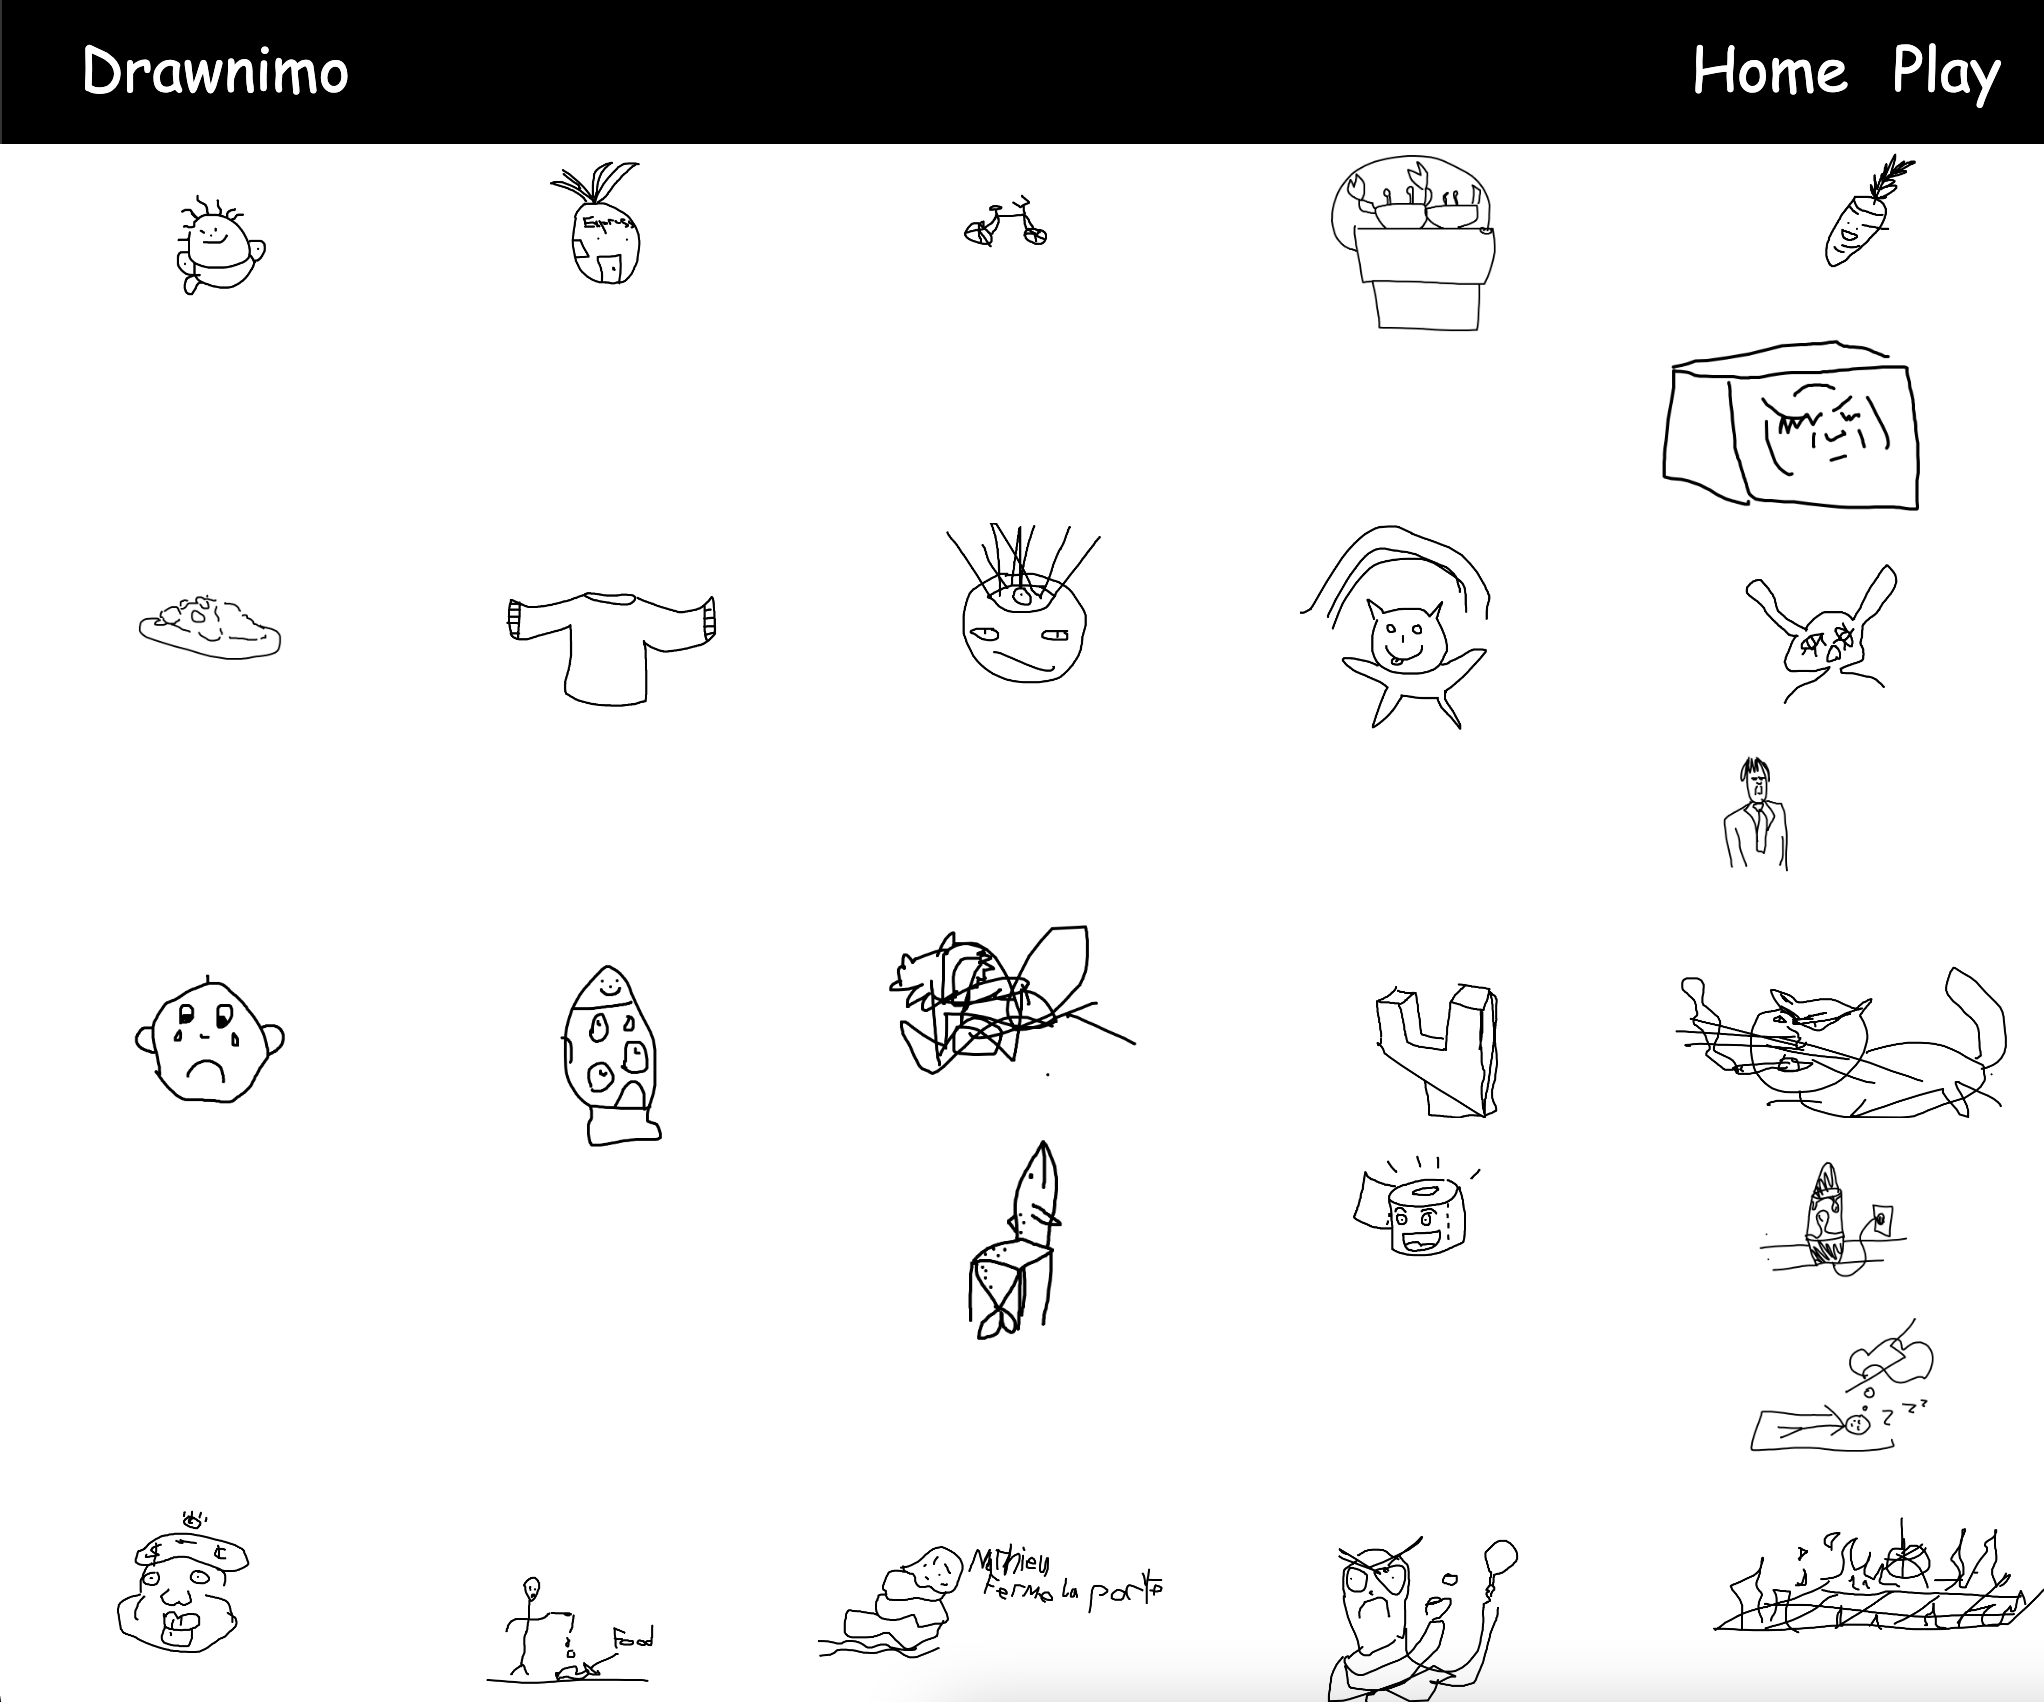 Drawnimo
Home Play
Express
z z z
Mathieu
Ferme la porte
Food